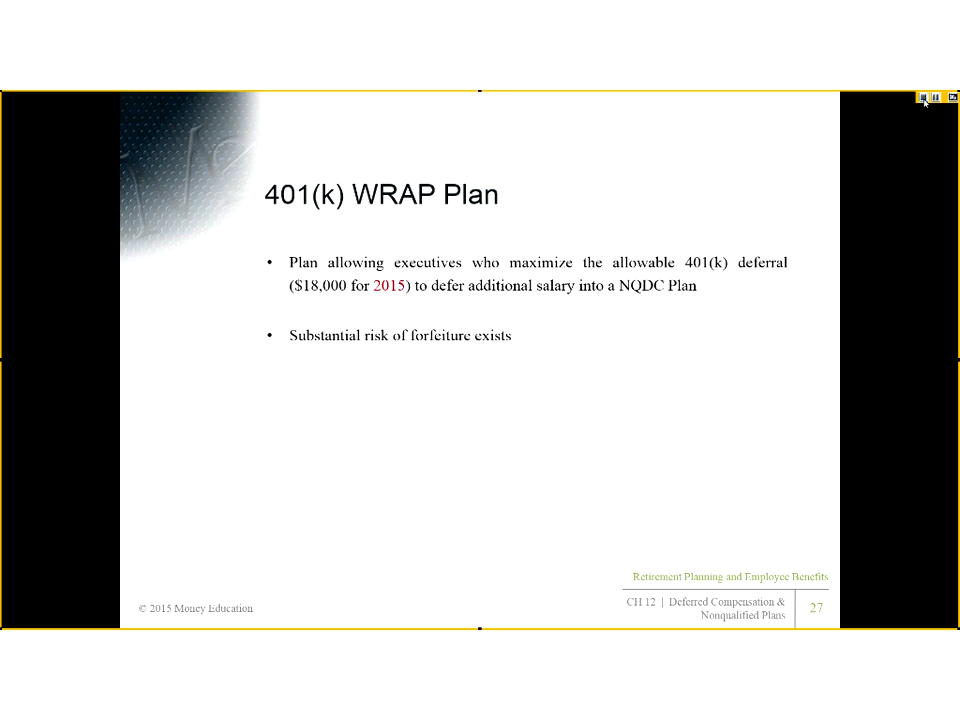 401(k) WRAP Plan
• Plan allowing executives who maximize the allowable 401(k) deferral
($18,000 for 2015) to defer additional salary into a NQDC Plan
• Substantial risk of forfeiture exists
Retirement Planning and Employee Benefits
© 2015 Money Education
CH 12 | Deferred Compensation &
Nonqualified Plans
27